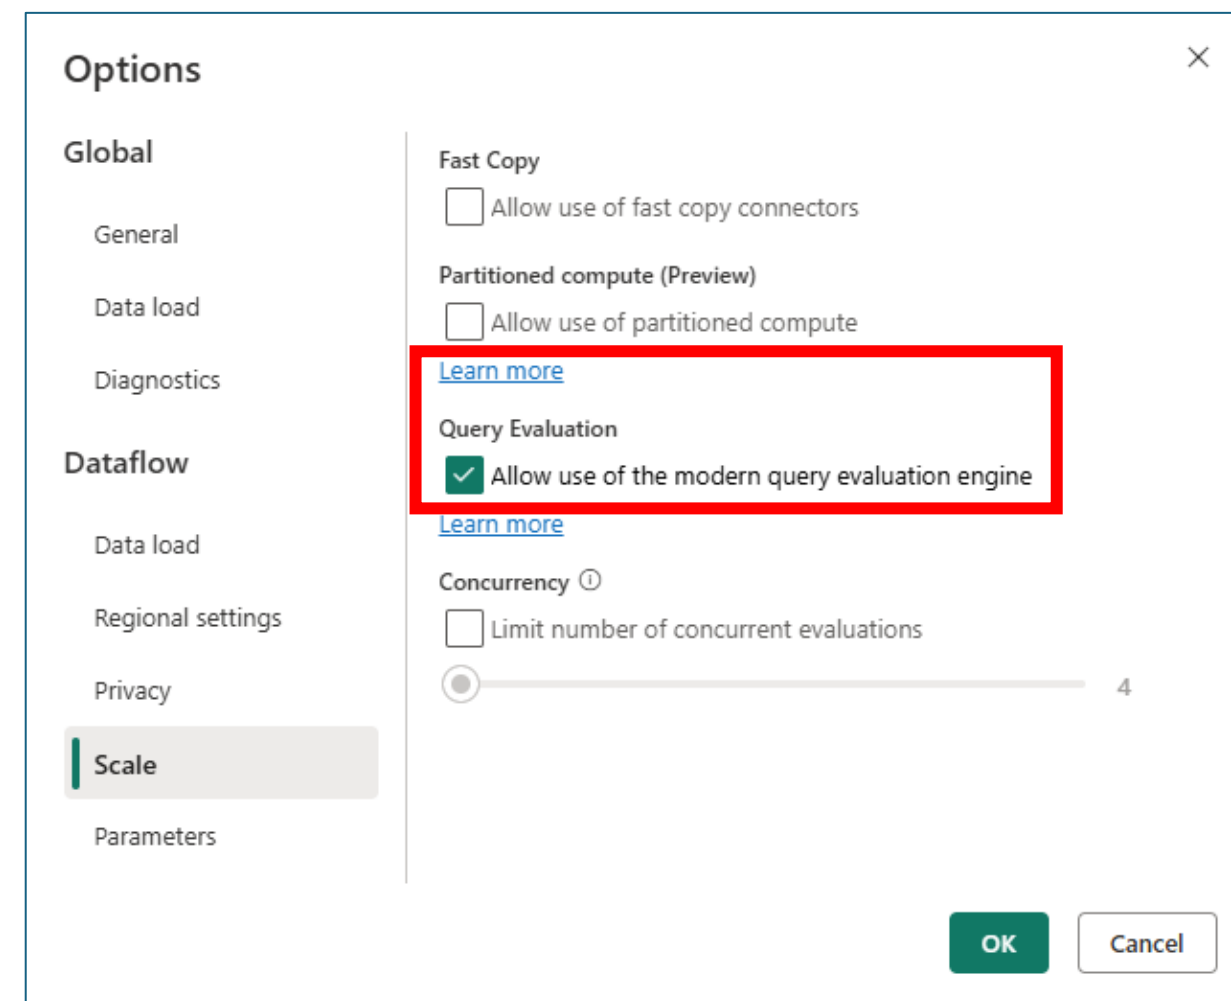 Options
Global
General
Data load
Diagnostics
Dataflow
Data load
Regional settings
Privacy
Scale
Parameters
Fast Copy
Allow use of fast copy connectors
Partitioned compute (Preview)
Allow use of partitioned compute
Learn more
Query Evaluation
Allow use of the modern query evaluation engine
Learn more
Concurrency
Limit number of concurrent evaluations
4
OK
Cancel